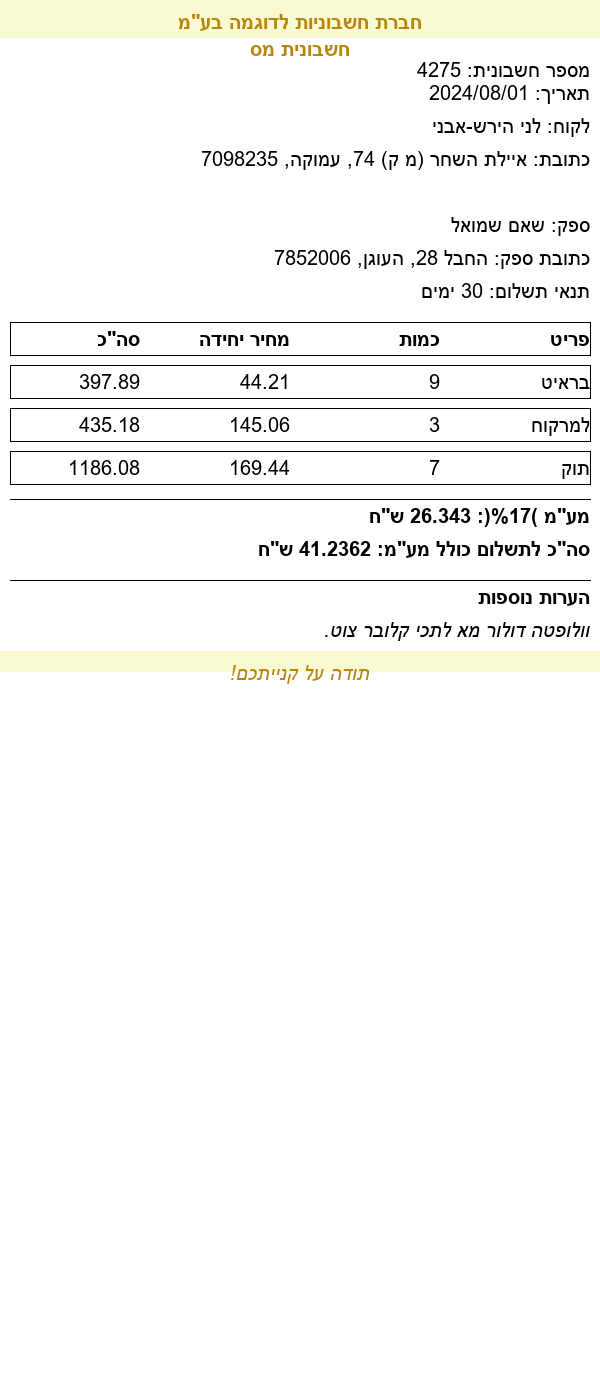 חברת חשבוניות לדוגמה בע"מ
חשבונית מס
מספר חשבונית: 4275
תאריך: 2024/08/01
לקוח: לני הירש-אבני
כתובת: איילת השחר (מ ק) 74, עמוקה, 7098235
ספק: שאם שמואל
כתובת ספק: החבל 28, העוגן, 7852006
תנאי תשלום: 30 ימים
פריט כמות מחיר יחידה סה"כ
בראיט 9 44.21 397.89
למרקוח 3 145.06 435.18
תוק 7 169.44 1186.08
מע"מ )17%(: 26.343 ש"ח
סה"כ לתשלום כולל מע"מ: 41.2362 ש"ח
הערות נוספות
וולופטה דולור מא לתכי קלובר צוט.
תודה על קנייתכם!